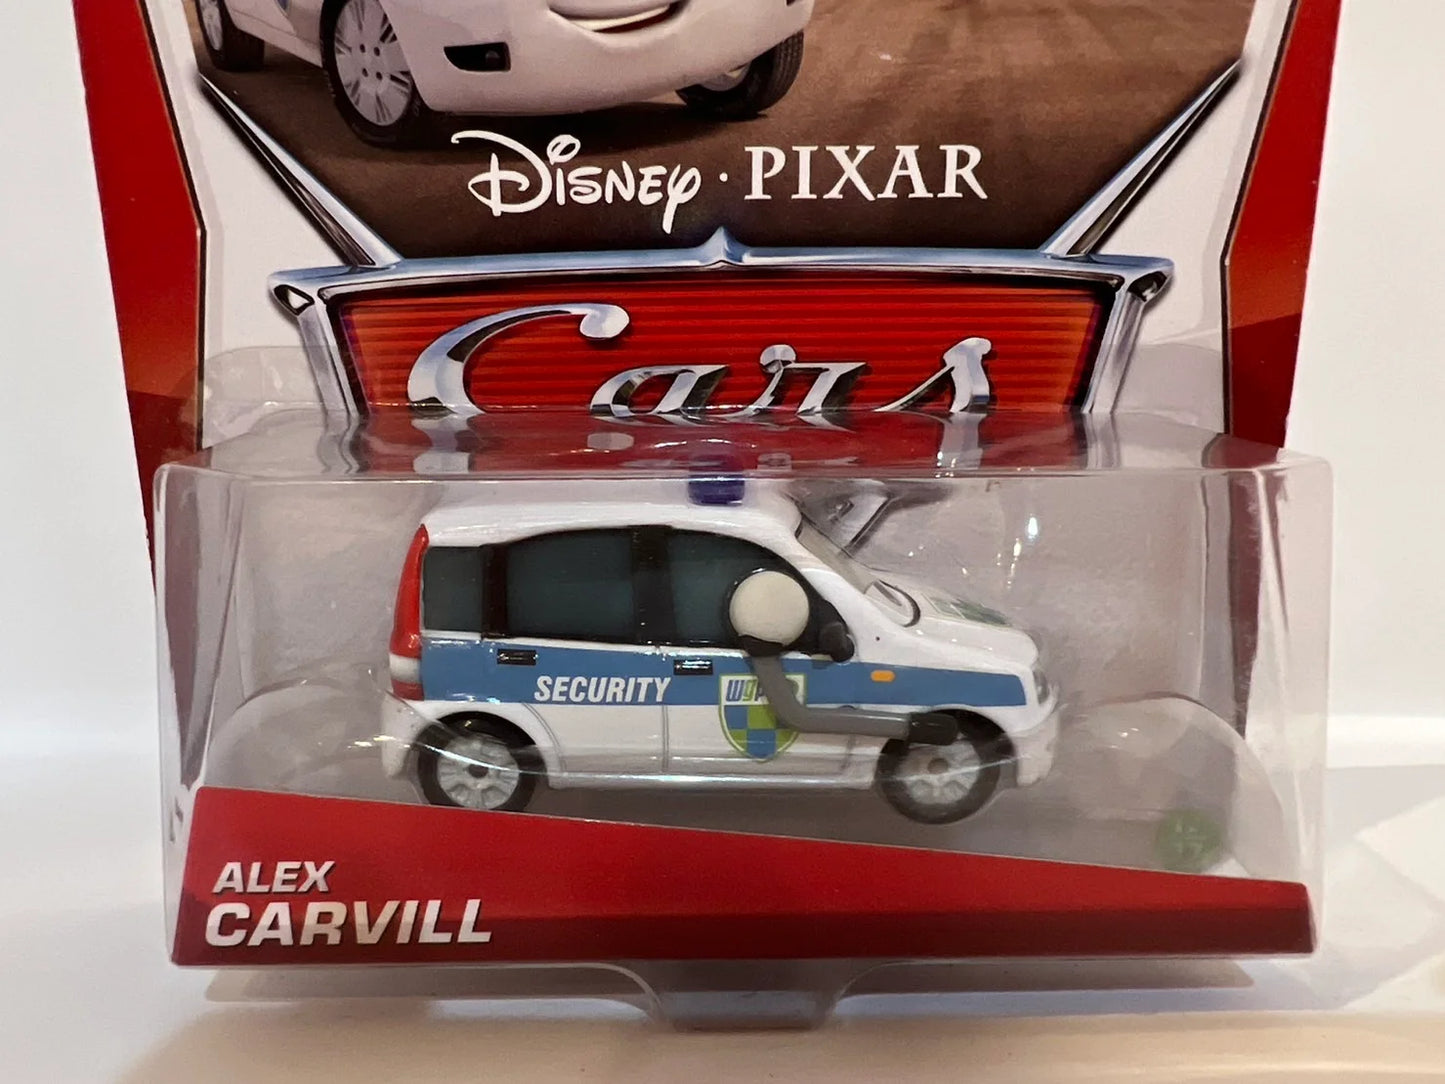 Disney · PIXAR
Cars
SECURITY
ALEX
CARVILL